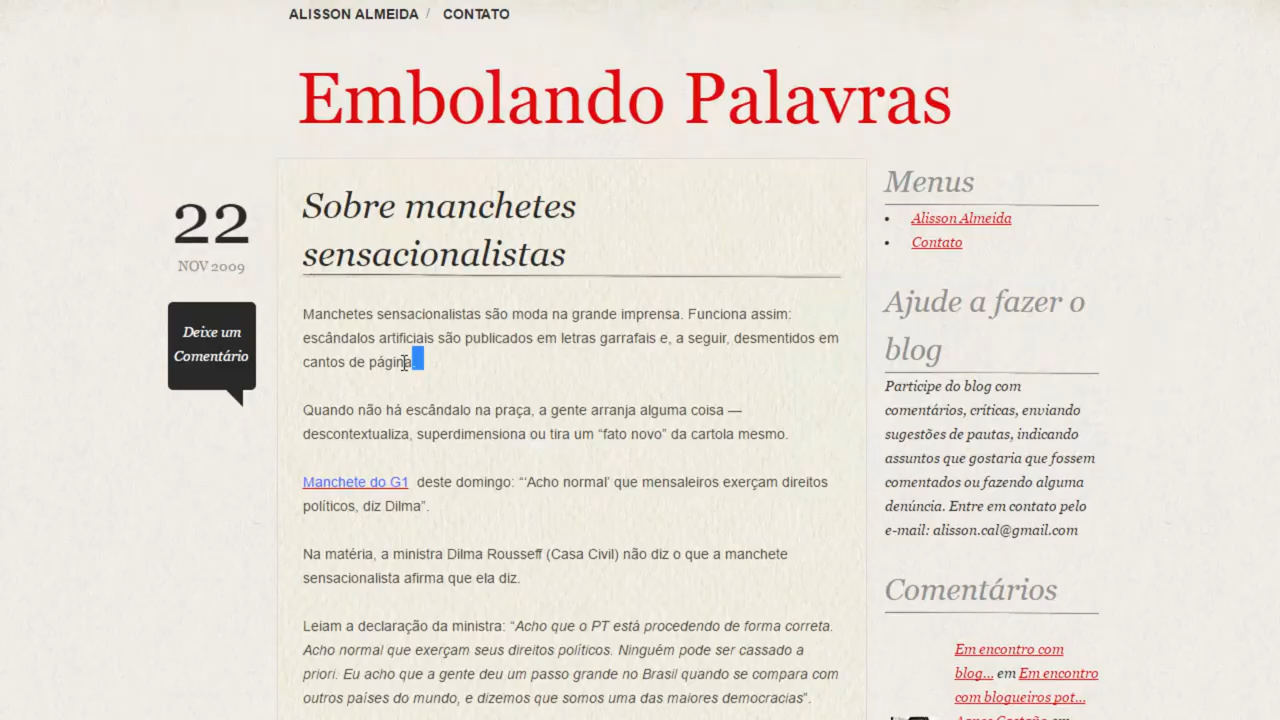 ALISSON ALMEIDA / CONTATO
Embolando Palavras
22
NOV 2009
Deixe um
Comentário
Sobre manchetes
sensacionalistas
Manchetes sensacionalistas são moda na grande imprensa. Funciona assim:
escândalos artificiais são publicados em letras garrafais e, a seguir, desmentidos em
cantos de página.
Quando não há escândalo na praça, a gente arranja alguma coisa —
descontextualiza, superdimensiona ou tira um “fato novo” da cartola mesmo.
Manchete do G1 deste domingo: “‘Acho normal’ que mensaleiros exerçam direitos
políticos, diz Dilma”.
Na matéria, a ministra Dilma Rousseff (Casa Civil) não diz o que a manchete
sensacionalista afirma que ela diz.
Leiam a declaração da ministra: “Acho que o PT está procedendo de forma correta.
Acho normal que exerçam seus direitos políticos. Ninguém pode ser cassado a
priori. Eu acho que a gente deu um passo grande no Brasil quando se compara com
outros países do mundo, e dizemos que somos uma das maiores democracias”.
Menus
• Alisson Almeida
• Contato
Ajude a fazer o
blog
Participe do blog com
comentários, críticas, enviando
sugestões de pautas, indicando
assuntos que gostaria que fossem
comentados ou fazendo alguma
denúncia. Entre em contato pelo
e-mail: alisson.cal@gmail.com
Comentários
Em encontro com
blog... em Em encontro
com blogueiros pot...